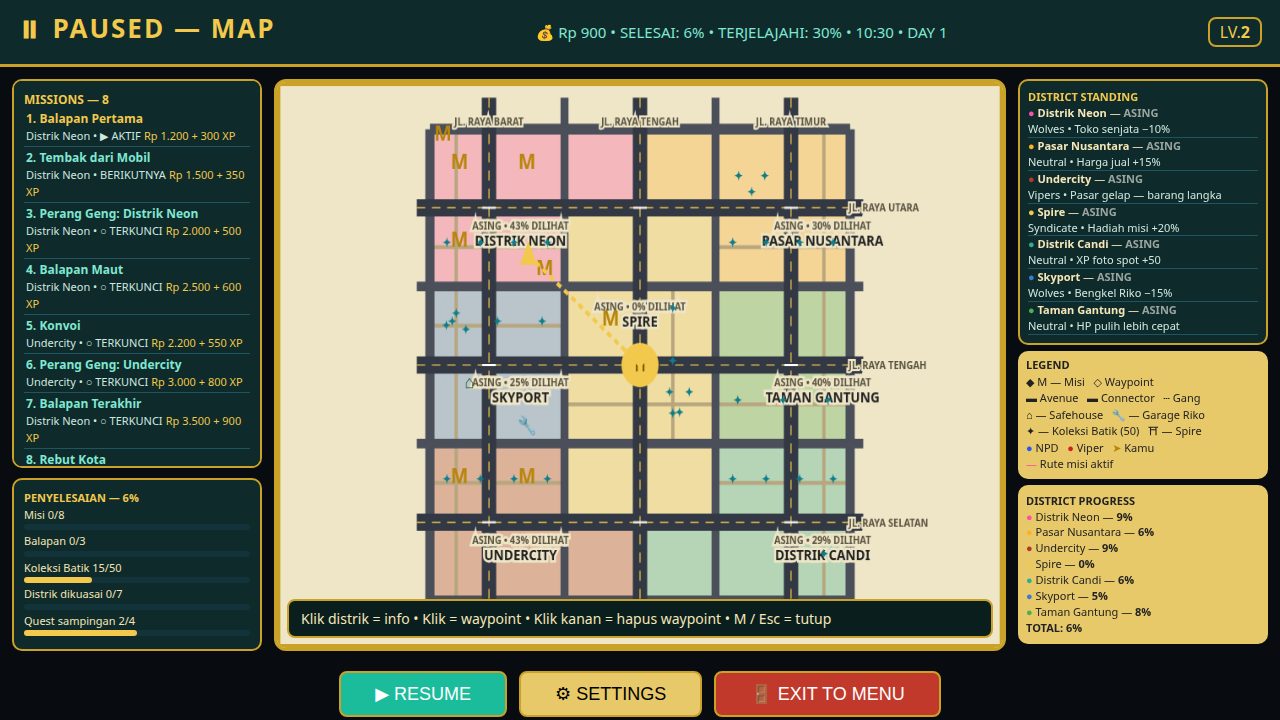 ⏸ PAUSED — MAP
💰 Rp 900 • SELESAI: 6% • TERJELAJAHI: 30% • 10:30 • DAY 1
LV.2
MISSIONS — 8
1. Balapan Pertama
Distrik Neon • ▶ AKTIF Rp 1.200 + 300 XP
2. Tembak dari Mobil
Distrik Neon • BERIKUTNYA Rp 1.500 + 350
XP
3. Perang Geng: Distrik Neon
Distrik Neon • ○ TERKUNCI Rp 2.000 + 500
XP
4. Balapan Maut
Distrik Neon • ○ TERKUNCI Rp 2.500 + 600
XP
5. Konvoi
Undercity • ○ TERKUNCI Rp 2.200 + 550 XP
6. Perang Geng: Undercity
Undercity • ○ TERKUNCI Rp 3.000 + 800 XP
7. Balapan Terakhir
Distrik Neon • ○ TERKUNCI Rp 3.500 + 900
XP
8. Rebut Kota
PENYELESAIAN — 6%
Misi 0/8
Balapan 0/3
Koleksi Batik 15/50
Distrik dikuasai 0/7
Quest sampingan 2/4
JL. RAYA BARAT
JL. RAYA TENGAH
JL. RAYA TIMUR
M
M
M
JL. RAYA UTARA
ASING • 43% DILIHAT
M
DISTRIK NEON
ASING • 30% DILIHAT
PASAR NUSANTARA
M
ASING • 0% DILIHAT
M
SPIRE
JL. RAYA TENGAH
ASING • 25% DILIHAT
SKYPORT
ASING • 40% DILIHAT
TAMAN GANTUNG
M
M
JL. RAYA SELATAN
ASING • 43% DILIHAT
UNDERCITY
ASING • 29% DILIHAT
DISTRIK CANDI
Klik distrik = info • Klik = waypoint • Klik kanan = hapus waypoint • M / Esc = tutup
DISTRICT STANDING
● Distrik Neon — ASING
Wolves • Toko senjata −10%
● Pasar Nusantara — ASING
Neutral • Harga jual +15%
● Undercity — ASING
Vipers • Pasar gelap — barang langka
● Spire — ASING
Syndicate • Hadiah misi +20%
● Distrik Candi — ASING
Neutral • XP foto spot +50
● Skyport — ASING
Wolves • Bengkel Riko −15%
● Taman Gantung — ASING
Neutral • HP pulih lebih cepat
LEGEND
◆ M — Misi ◇ Waypoint
▬ Avenue ▬ Connector ┄ Gang
⌂ — Safehouse 🔧 — Garage Riko
✦ — Koleksi Batik (50) ⛩ — Spire
● NPD ● Viper ➤ Kamu
— Rute misi aktif
DISTRICT PROGRESS
● Distrik Neon — 9%
● Pasar Nusantara — 6%
● Undercity — 9%
Spire — 0%
● Distrik Candi — 6%
● Skyport — 5%
● Taman Gantung — 8%
TOTAL: 6%
▶ RESUME
⚙ SETTINGS
🚪 EXIT TO MENU